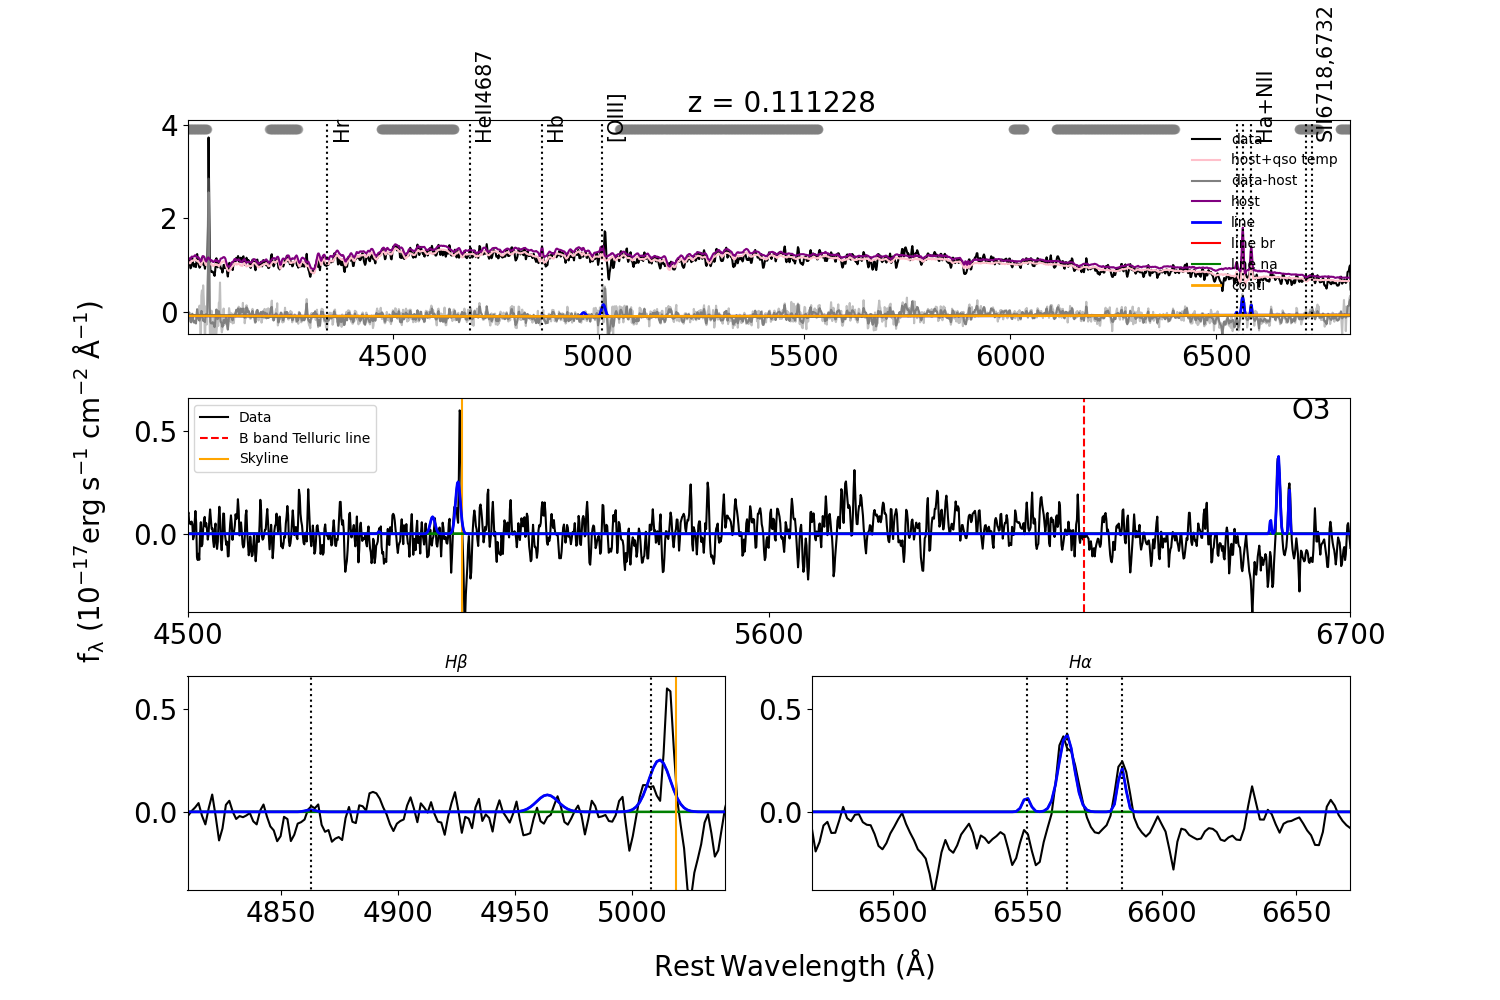 z = 0.111228
Hr
HeII4687
Hb
[OIII]
Ha+NII
SII6718,6732
data
host+qso temp
data-host
host
line
line br
line na
conti
4
2
0
4500 5000 5500 6000 6500
f_λ (10⁻¹⁷erg s⁻¹ cm⁻² Å⁻¹)
O3
Data
B band Telluric line
Skyline
0.5
0.0
4500 5600 6700
Hβ
0.5
0.0
4850 4900 4950 5000
Hα
0.5
0.0
6500 6550 6600 6650
Rest Wavelength (Å)